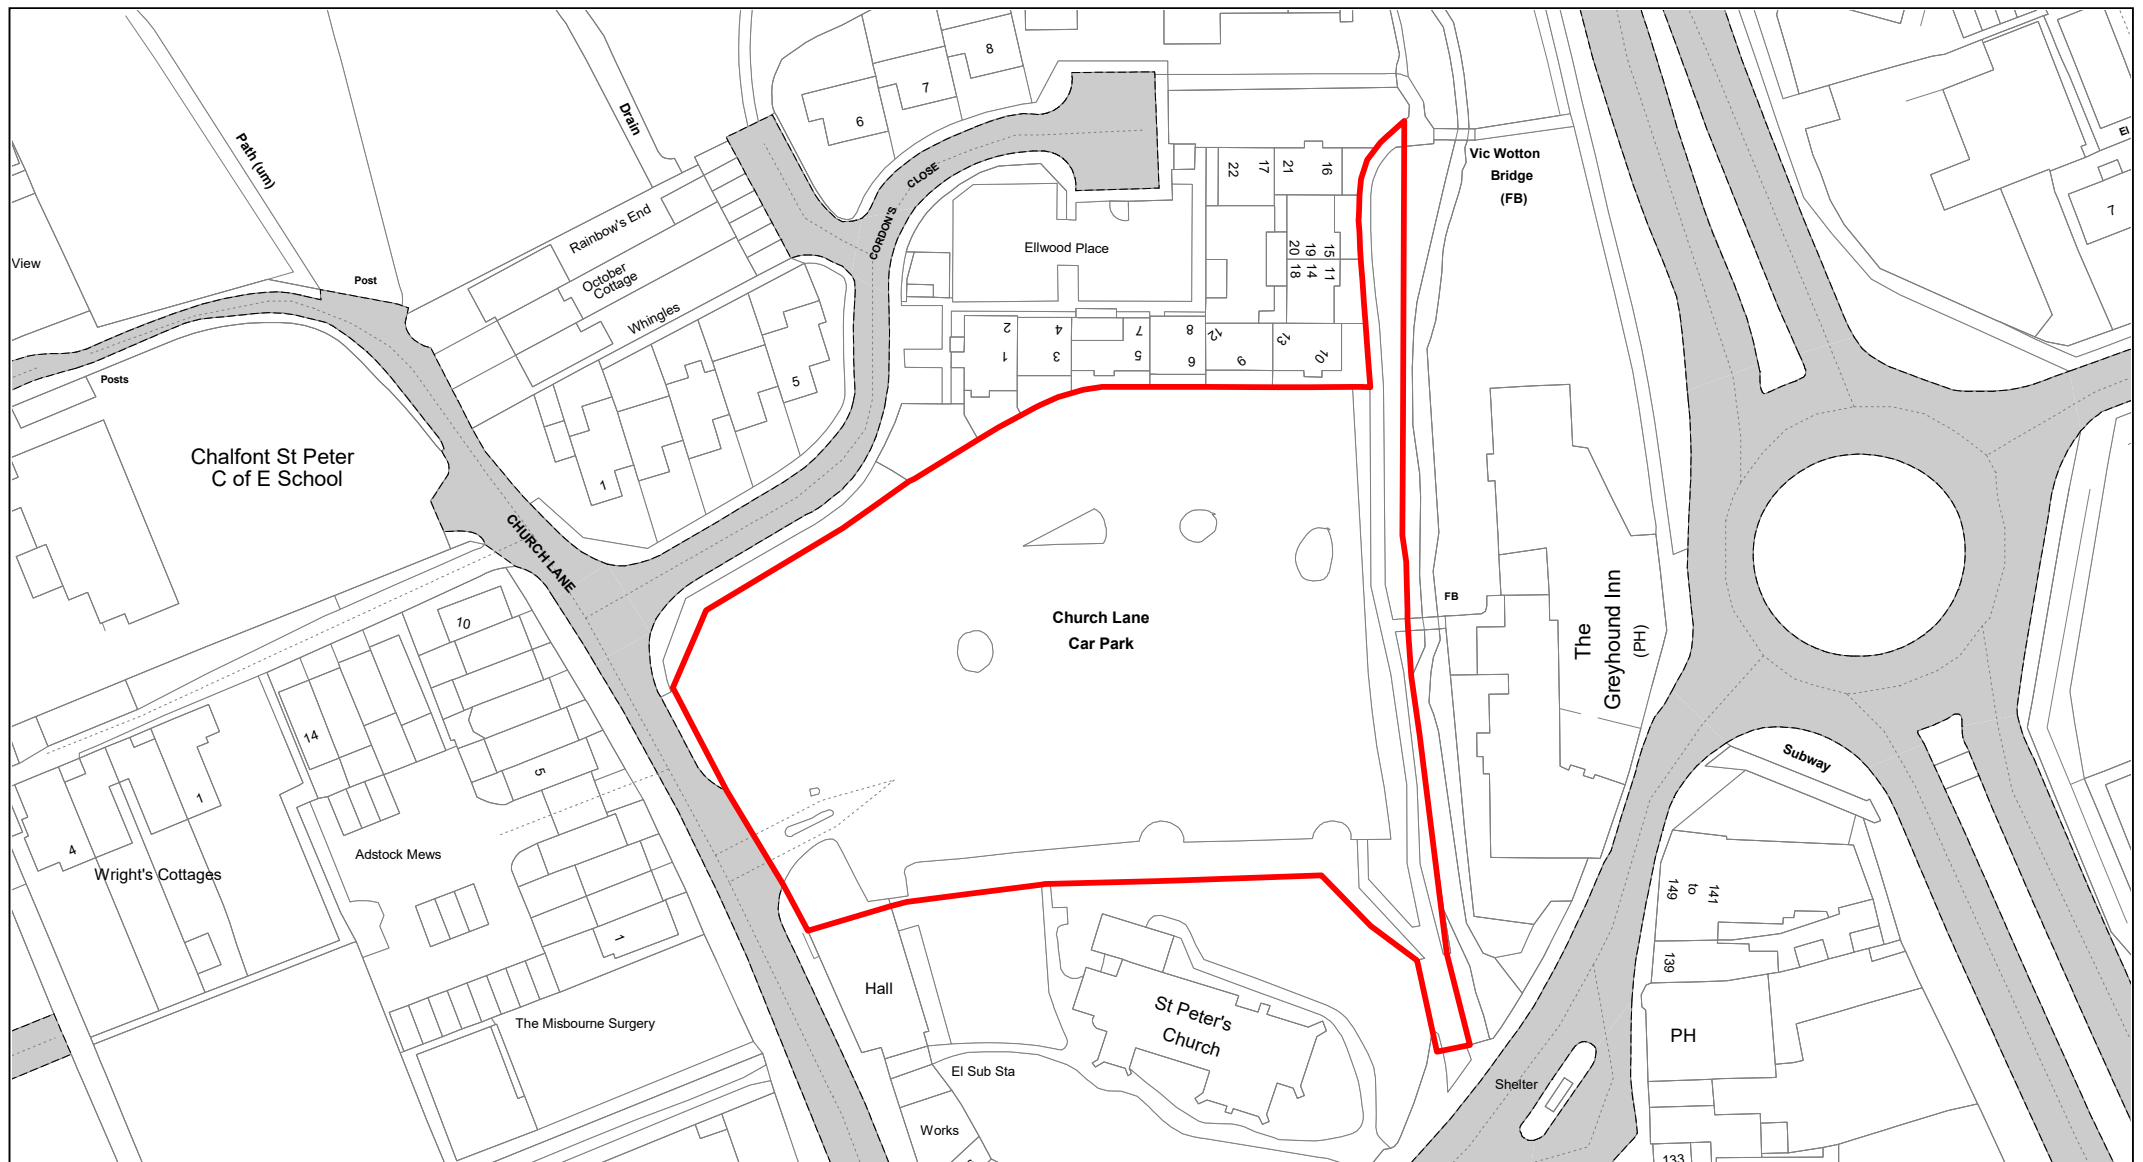 8
7
6
Drain
Path (um)
View
Post
Posts
Rainbow's End
October
Cottage
Whingles
5
1
CLOSE
CORDON'S
Ellwood Place
22
17
21
16
20
19
15
18
14
11
2
1
4
3
7
5
8
6
12
9
13
10
Vic Wotton
Bridge
(FB)
El
7
Chalfont St Peter
C of E School
CHURCH LANE
Church Lane
Car Park
FB
The
Greyhound Inn
(PH)
Subway
10
14
5
1
4
Wright's Cottages
Adstock Mews
1
The Misbourne Surgery
Hall
St Peter's
Church
El Sub Sta
Works
Shelter
141
to
149
139
PH
133